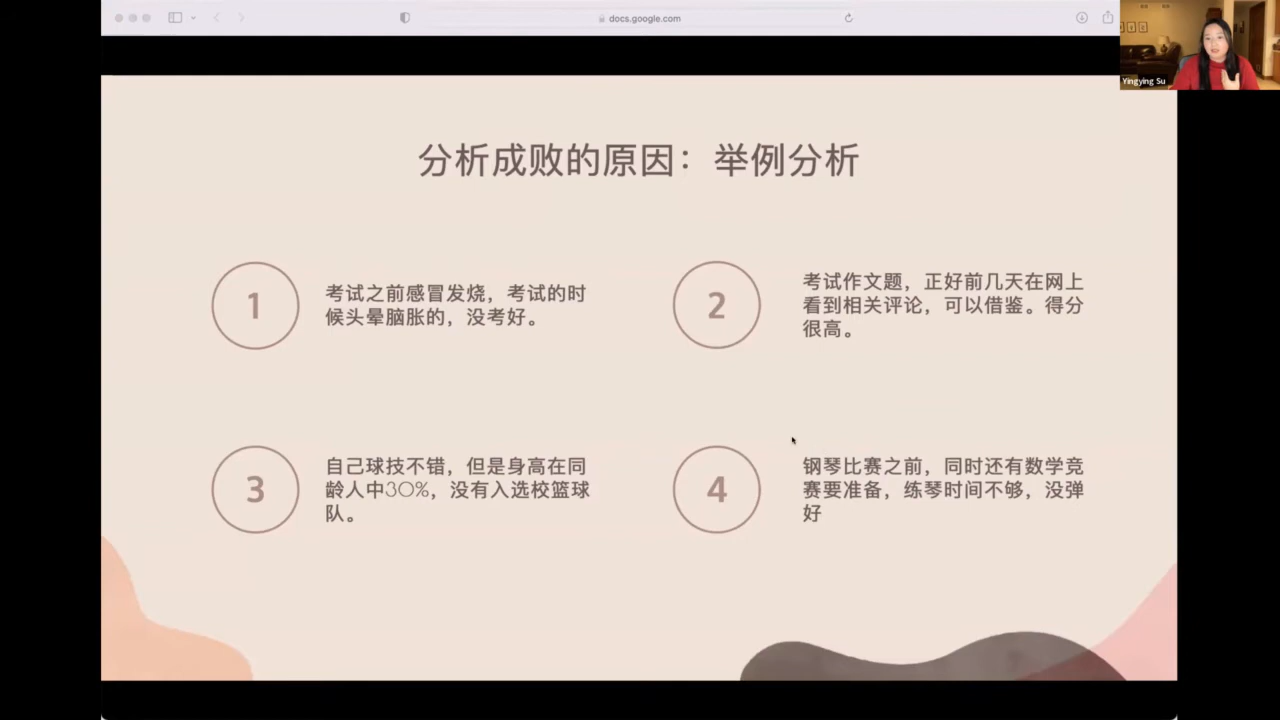 docs.google.com
Yingying Su
分析成败的原因：举例分析
1
考试之前感冒发烧，考试的时
候头晕脑胀的，没考好。
2
考试作文题，正好前几天在网上
看到相关评论，可以借鉴。得分
很高。
3
自己球技不错，但是身高在同
龄人中30%，没有入选校篮球
队。
4
钢琴比赛之前，同时还有数学竞
赛要准备，练琴时间不够，没弹
好